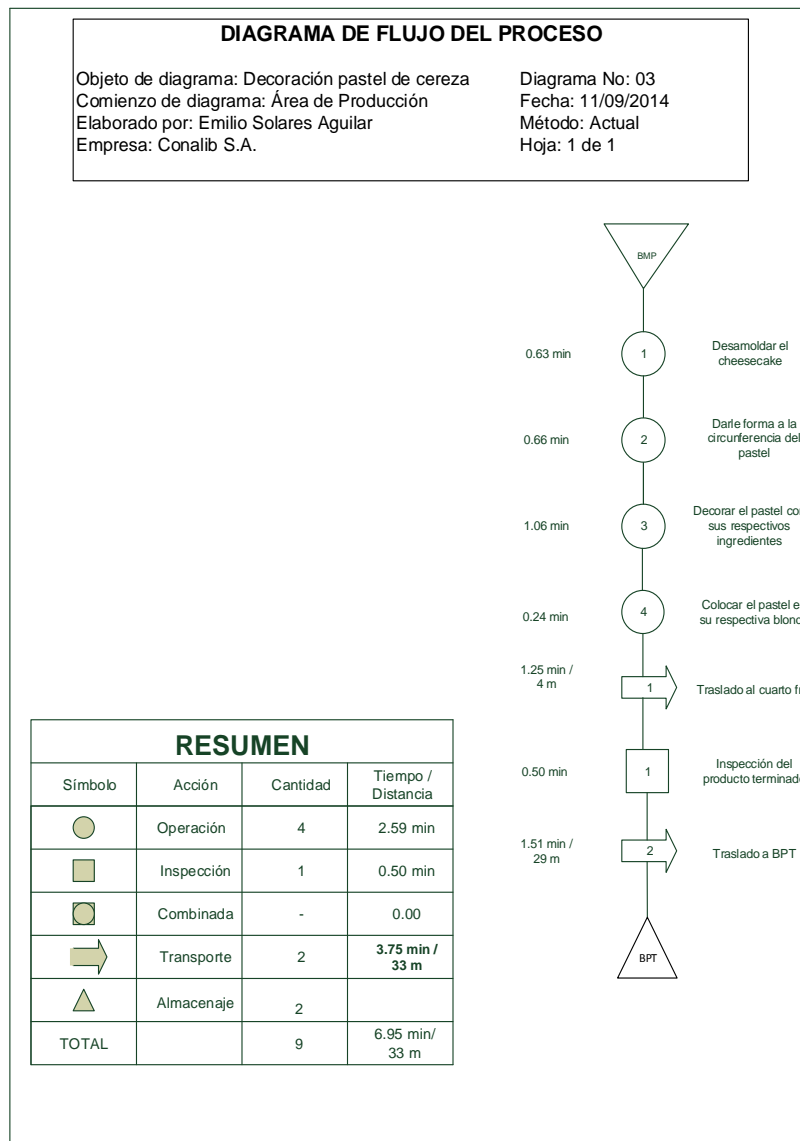 DIAGRAMA DE FLUJO DEL PROCESO
Objeto de diagrama: Decoración pastel de cereza
Diagrama No: 03
Comienzo de diagrama: Área de Producción
Fecha: 11/09/2014
Elaborado por: Emilio Solares Aguilar
Método: Actual
Empresa: Conalib S.A.
Hoja: 1 de 1
BMP
0.63 min
1
Desamoldar el
cheesecake
0.66 min
2
Darle forma a la
circunferencia del
pastel
1.06 min
3
Decorar el pastel con
sus respectivos
ingredientes
0.24 min
4
Colocar el pastel e
su respectiva blond
1.25 min /
4 m
1
Traslado al cuarto fr
0.50 min
1
Inspección del
producto terminado
1.51 min /
29 m
2
Traslado a BPT
BPT
RESUMEN
Símbolo
Acción
Cantidad
Tiempo /
Distancia
Operación
4
2.59 min
Inspección
1
0.50 min
Combinada
-
0.00
Transporte
2
3.75 min /
33 m
Almacenaje
2
TOTAL
9
6.95 min/
33 m